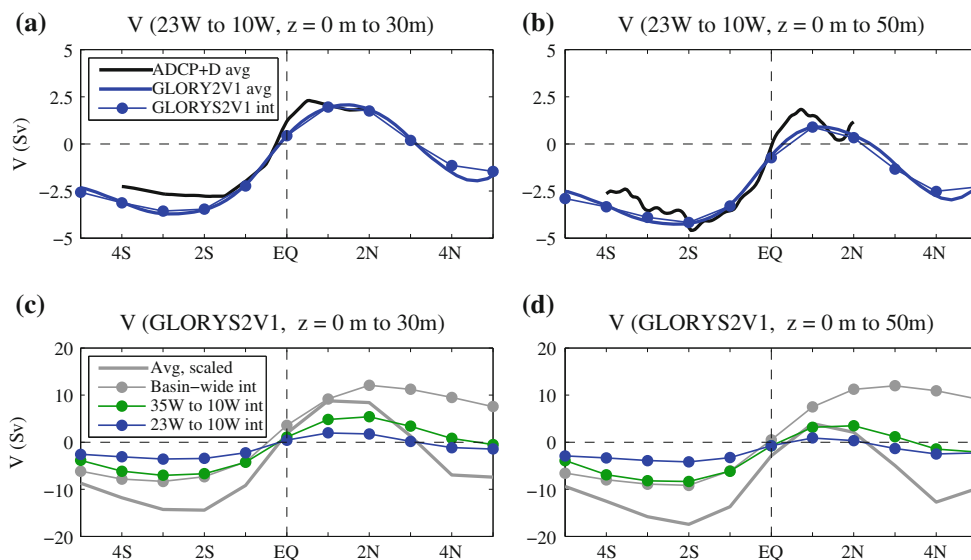 (a)
V (23W to 10W, z = 0 m to 30m)
5
2.5
0
−2.5
−5
V (Sv)
ADCP+D avg
GLORY2V1 avg
GLORYS2V1 int
4S 2S EQ 2N 4N
(b)
V (23W to 10W, z = 0 m to 50m)
5
2.5
0
−2.5
−5
4S 2S EQ 2N 4N
(c)
V (GLORYS2V1, z = 0 m to 30m)
20
10
0
−10
−20
V (Sv)
Avg, scaled
Basin−wide int
35W to 10W int
23W to 10W int
4S 2S EQ 2N 4N
(d)
V (GLORYS2V1, z = 0 m to 50m)
20
10
0
−10
−20
4S 2S EQ 2N 4N